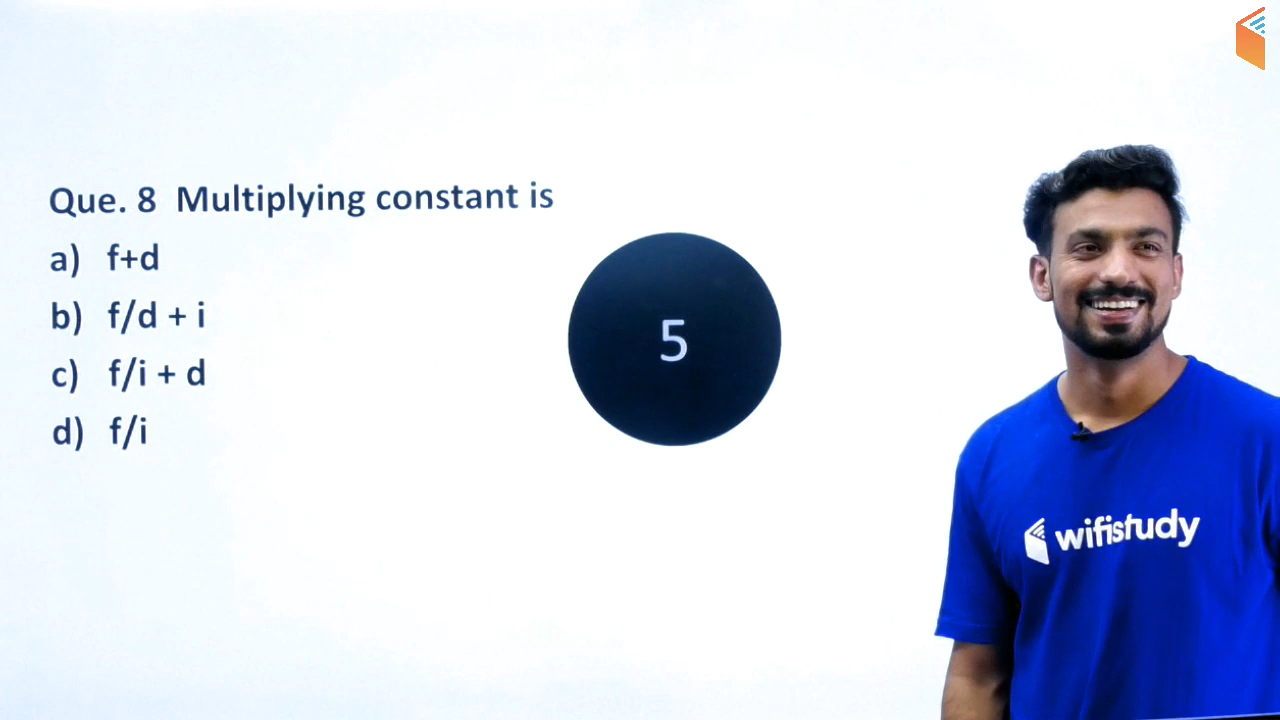 Que. 8 Multiplying constant is
a) f+d
b) f/d + i
c) f/i + d
d) f/i
5
wifistudy